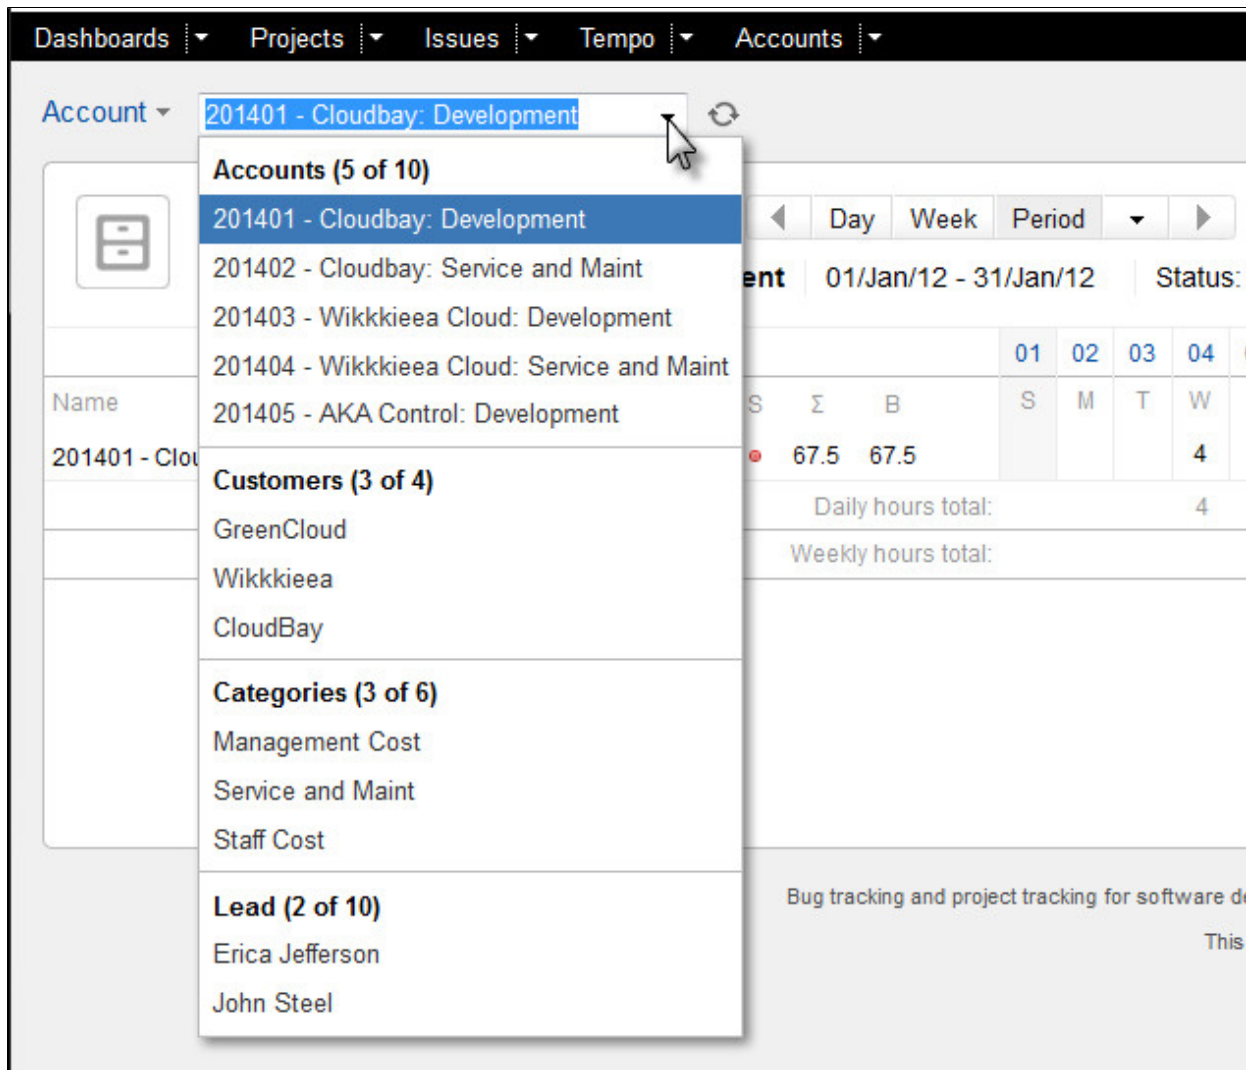 Dashboards Projects Issues Tempo Accounts
Account 201401 - Cloudbay: Development
Accounts (5 of 10)
201401 - Cloudbay: Development
201402 - Cloudbay: Service and Maint
201403 - Wikkkieea Cloud: Development
201404 - Wikkkieea Cloud: Service and Maint
201405 - AKA Control: Development
Customers (3 of 4)
GreenCloud
Wikkkieea
CloudBay
Categories (3 of 6)
Management Cost
Service and Maint
Staff Cost
Lead (2 of 10)
Erica Jefferson
John Steel
Day Week Period
ent 01/Jan/12 - 31/Jan/12 Status:
01 02 03 04
Name S Σ B S M T W
201401 - Clou 67.5 67.5 4
Daily hours total: 4
Weekly hours total:
Bug tracking and project tracking for software de
This